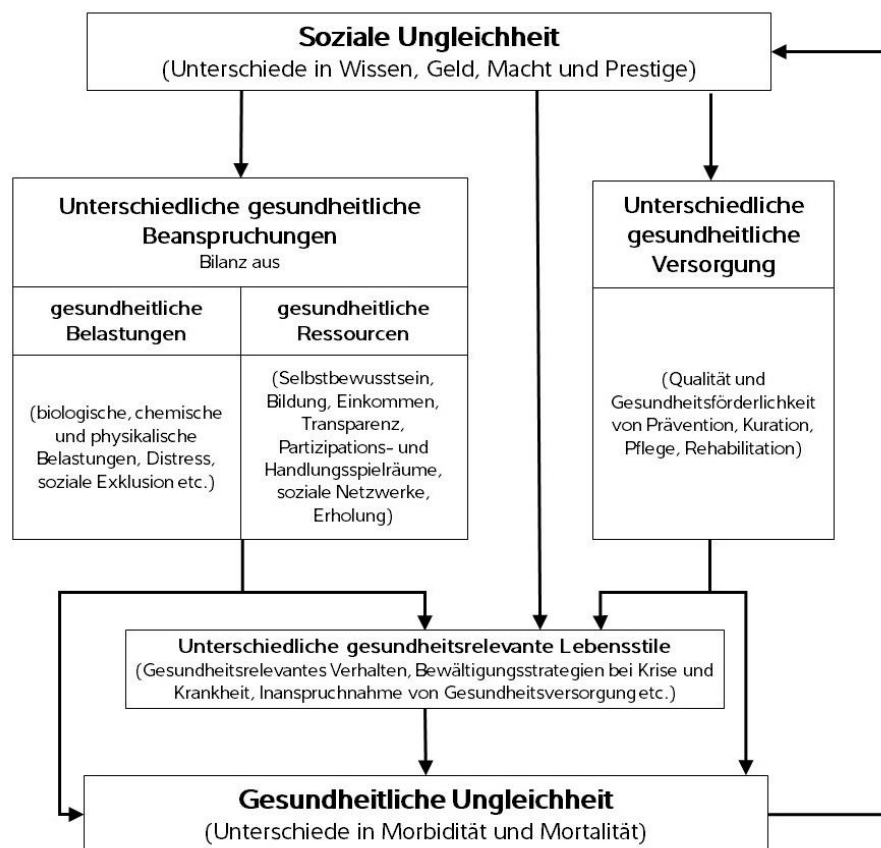 Soziale Ungleichheit
(Unterschiede in Wissen, Geld, Macht und Prestige)
Unterschiedliche gesundheitliche
Beanspruchungen
Bilanz aus
gesundheitliche
Belastungen
(biologische, chemische
und physikalische
Belastungen, Distress,
soziale Exklusion etc.)
gesundheitliche
Ressourcen
(Selbstbewusstsein,
Bildung, Einkommen,
Transparenz,
Partizipations- und
Handlungsspielräume,
soziale Netzwerke,
Erholung)
Unterschiedliche
gesundheitliche
Versorgung
(Qualität und
Gesundheitsförderlichkeit
von Prävention, Kuration,
Pflege, Rehabilitation)
Unterschiedliche gesundheitsrelevante Lebensstile
(Gesundheitsrelevantes Verhalten, Bewältigungsstrategien bei Krise und
Krankheit, Inanspruchnahme von Gesundheitsversorgung etc.)
Gesundheitliche Ungleichheit
(Unterschiede in Morbidität und Mortalität)